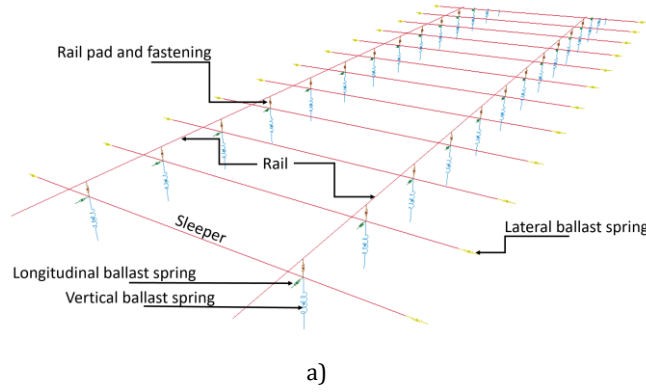 Rail pad and fastening
Rail
Sleeper
Lateral ballast spring
Longitudinal ballast spring
Vertical ballast spring
a)